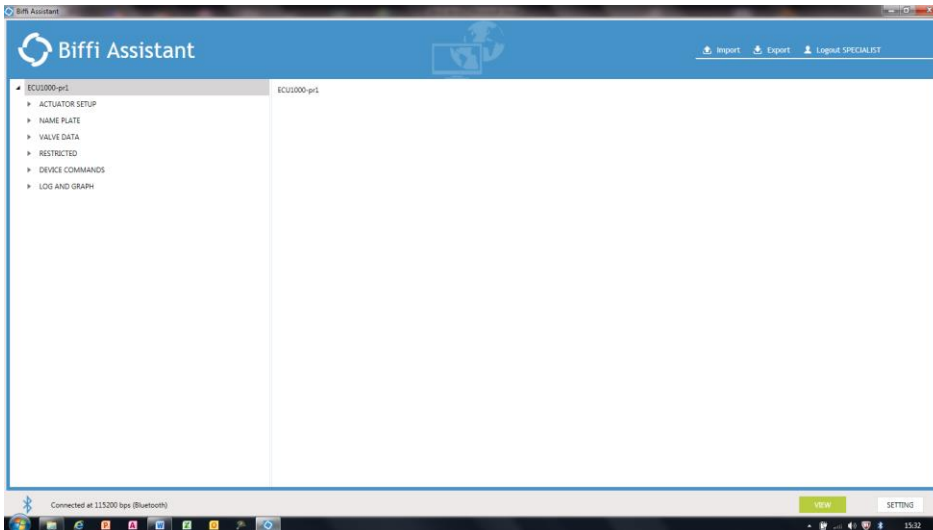 Biffi Assistant
Biffi Assistant
Import Export Logout SPECIALIST
ECU1000-pr1
ACTUATOR SETUP
NAME PLATE
VALVE DATA
RESTRICTED
DEVICE COMMANDS
LOG AND GRAPH
ECU1000-pr1
Connected at 115200 bps (Bluetooth)
VIEW SETTING
15:32